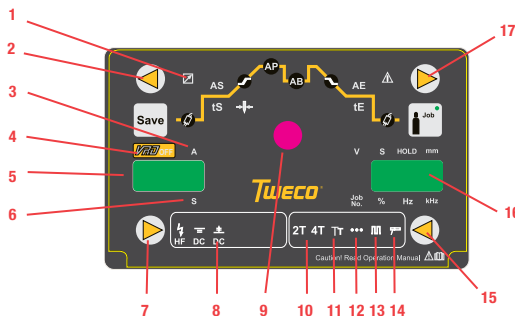 1
2
3
4
5
6
7
8
9
10
11
12
13
14
15
16
17
AP
AS
AB
AE
tS
tE
Save
Job
VRD OFF
A
V S HOLD mm
S
TWECO
Job No. % Hz kHz
HF DC DC
2T 4T
Caution! Read Operation Manual